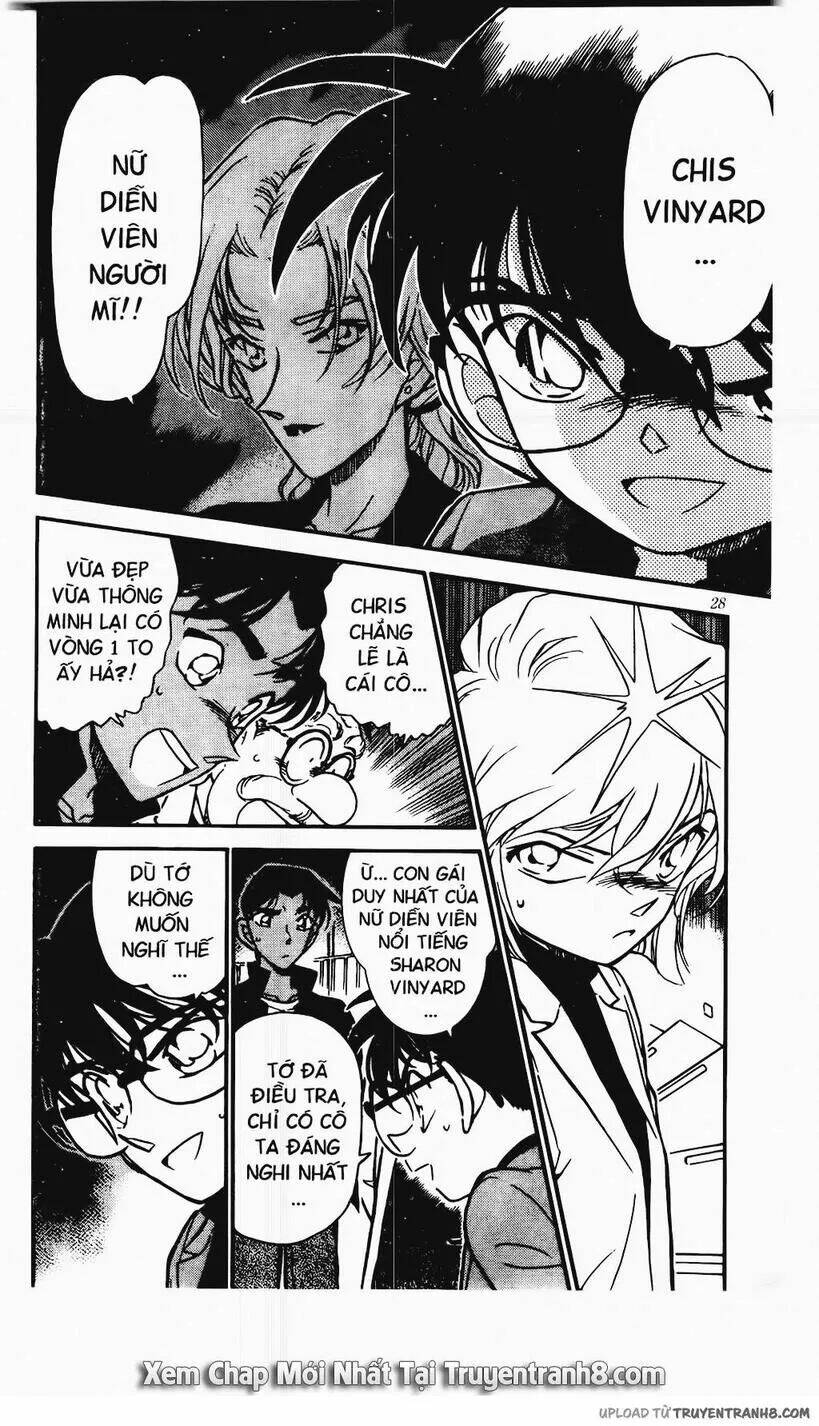 CHIS
VINYARD
...
NỮ
DIỄN
VIÊN
NGƯỜI
MĨ!!
28
CHRIS
CHẲNG
LẼ LÀ
CÁI CÔ...
VỪA ĐẸP
VỪA THÔNG
MINH LẠI CÓ
VÒNG 1 TO
ẤY HẢ?!
Ừ... CON GÁI
DUY NHẤT CỦA
NỮ DIỄN VIÊN
NỔI TIẾNG
SHARON
VINYARD
...
TỚ ĐÃ
ĐIỀU TRA,
CHỈ CÓ CÔ
TA ĐÁNG
NGHI NHẤT
...
DÙ TỚ
KHÔNG
MUỐN
NGHĨ THẾ
...
Xem Chap Mới Nhất Tại Truyentranh8.com
UPLOAD TỪ TRUYENTRANH8.COM